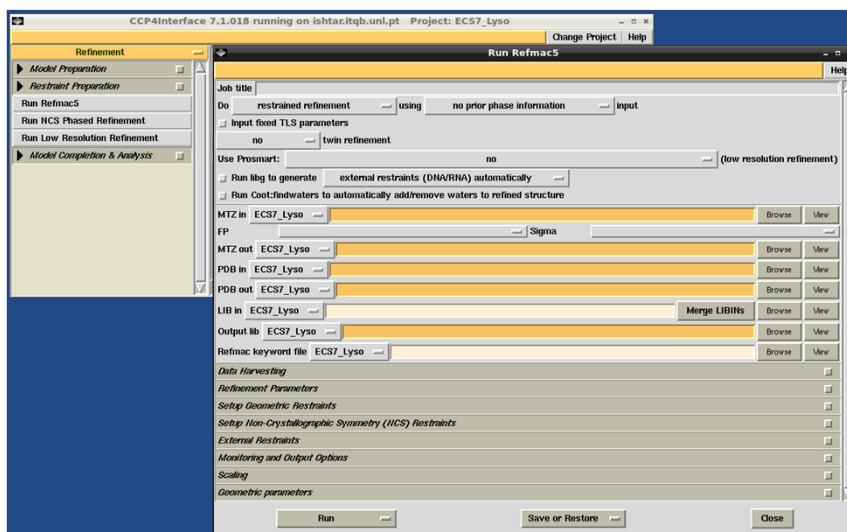 CCP4Interface 7.1.018 running on ishtar.itqb.unl.pt Project: ECS7_Lyso
Change Project Help
Refinement
Model Preparation
Restraint Preparation
Run Refmac5
Run NCS Phased Refinement
Run Low Resolution Refinement
Model Completion & Analysis
Run Refmac5
Help
Job title
Do restrained refinement using no prior phase information input
Input fixed TLS parameters
no twin refinement
Use Prosmart: no (low resolution refinement)
Run libg to generate external restraints (DNA/RNA) automatically
Run Coot:findwaters to automatically add/remove waters to refined structure
MTZ in ECS7_Lyso Browse View
FP Sigma
MTZ out ECS7_Lyso Browse View
PDB in ECS7_Lyso Browse View
PDB out ECS7_Lyso Browse View
LIB in ECS7_Lyso Merge LIBINs Browse View
Output lib ECS7_Lyso Browse View
Refmac keyword file ECS7_Lyso Browse View
Data Harvesting
Refinement Parameters
Setup Geometric Restraints
Setup Non-Crystallographic Symmetry (NCS) Restraints
External Restraints
Monitoring and Output Options
Scaling
Geometric parameters
Run Save or Restore Close